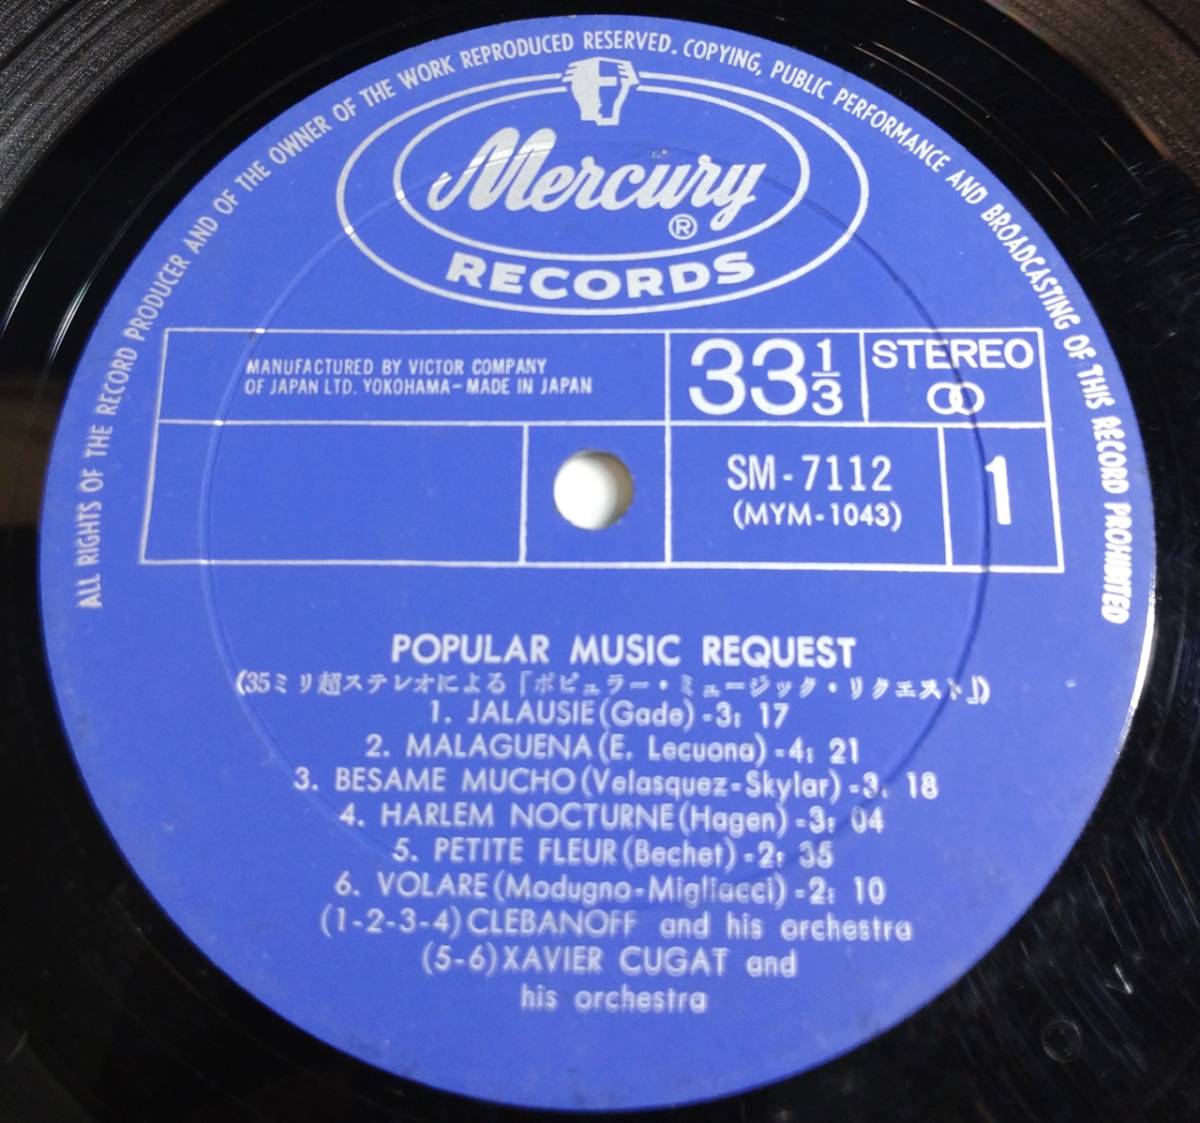 ALL RIGHTS OF THE RECORD PRODUCER AND OF THE OWNER OF THE WORK REPRODUCED RESERVED. COPYING, PUBLIC PERFORMANCE AND BROADCASTING OF THIS RECORD PROHIBITED
Mercury
®
RECORDS
MANUFACTURED BY VICTOR COMPANY
OF JAPAN LTD. YOKOHAMA-MADE IN JAPAN
33 1/3
STEREO
SM-7112
(MYM-1043)
1
POPULAR MUSIC REQUEST
(35ミリ超ステレオによる「ポピュラー・ミュージック・リクエスト」)
1. JALAUSIE(Gade)-3: 17
2. MALAGUENA(E. Lecuona)-4: 21
3. BESAME MUCHO(Velasquez-Skylar)-3: 18
4. HARLEM NOCTURNE(Hagen)-3: 04
5. PETITE FLEUR(Bechet)-2: 35
6. VOLARE(Modugno-Migliacci)-2: 10
(1-2-3-4)CLEBANOFF and his orchestra
(5-6)XAVIER CUGAT and
his orchestra